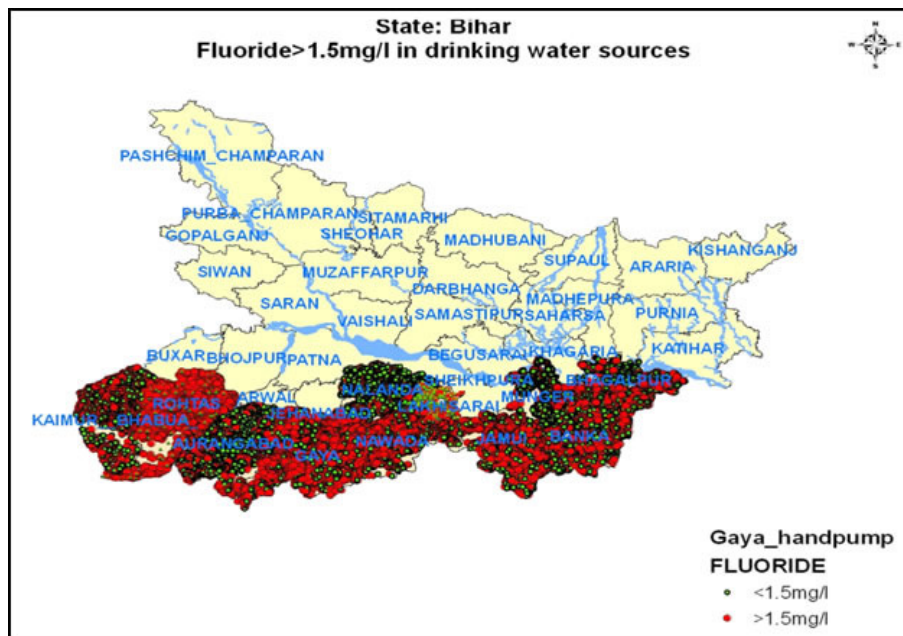 State: Bihar
Fluoride>1.5mg/l in drinking water sources
N
W E
S
PASHCHIM_CHAMPARAN
PURBA_CHAMPARAN
SITAMARHI
GOPALGANJ
SHEOHAR
MADHUBANI
KISHANGANJ
SUPAUL
ARARIA
SIWAN
MUZAFFARPUR
DARBHANGA
MADHEPURA
SARAN
VAISHALI
SAMASTIPUR
SAHARSA
PURNIA
BUXAR
BHOJPUR
PATNA
BEGUSARAI
KHAGARIA
KATIHAR
SHEIKHPURA
BHAGALPUR
NALANDA
ROHTAS
ARWAL
MUNGER
JEHANABAD
LAKHISARAI
KAIMUR_BHABUA
AURANGABAD
NAWADA
JAMUI
BANKA
GAYA
Gaya_handpump
FLUORIDE
<1.5mg/l
>1.5mg/l